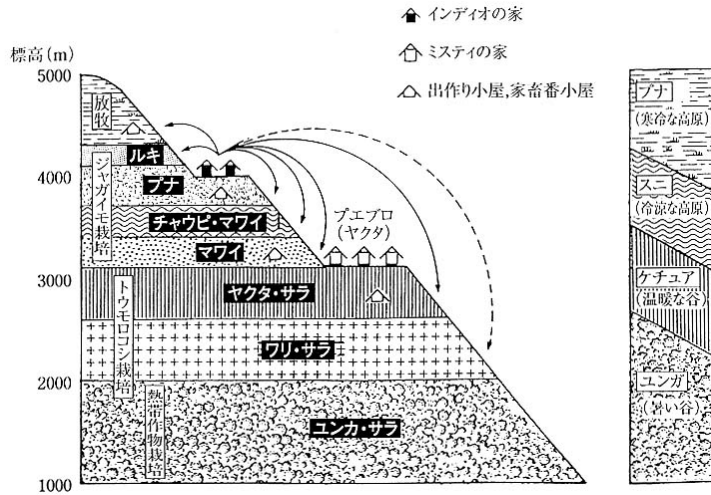 インディオの家
ミスティの家
出作り小屋,家畜番小屋
標高(m)
5000
4000
3000
2000
1000
放牧
ジャガイモ栽培
トウモロコシ栽培
熱帯作物栽培
ルキ
プナ
チャウピ・マワイ
マワイ
プエブロ
(ヤクタ)
ヤクタ・サラ
ワリ・サラ
ユンカ・サラ
プナ
(寒冷な高原)
スニ
(冷涼な高原)
ケチュア
(温暖な谷)
ユンガ
(暑い谷)